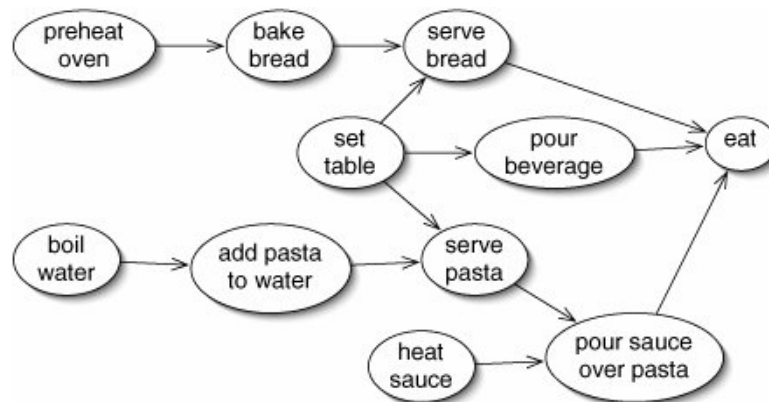 preheat
oven
bake
bread
serve
bread
set
table
pour
beverage
eat
boil
water
add pasta
to water
serve
pasta
heat
sauce
pour sauce
over pasta